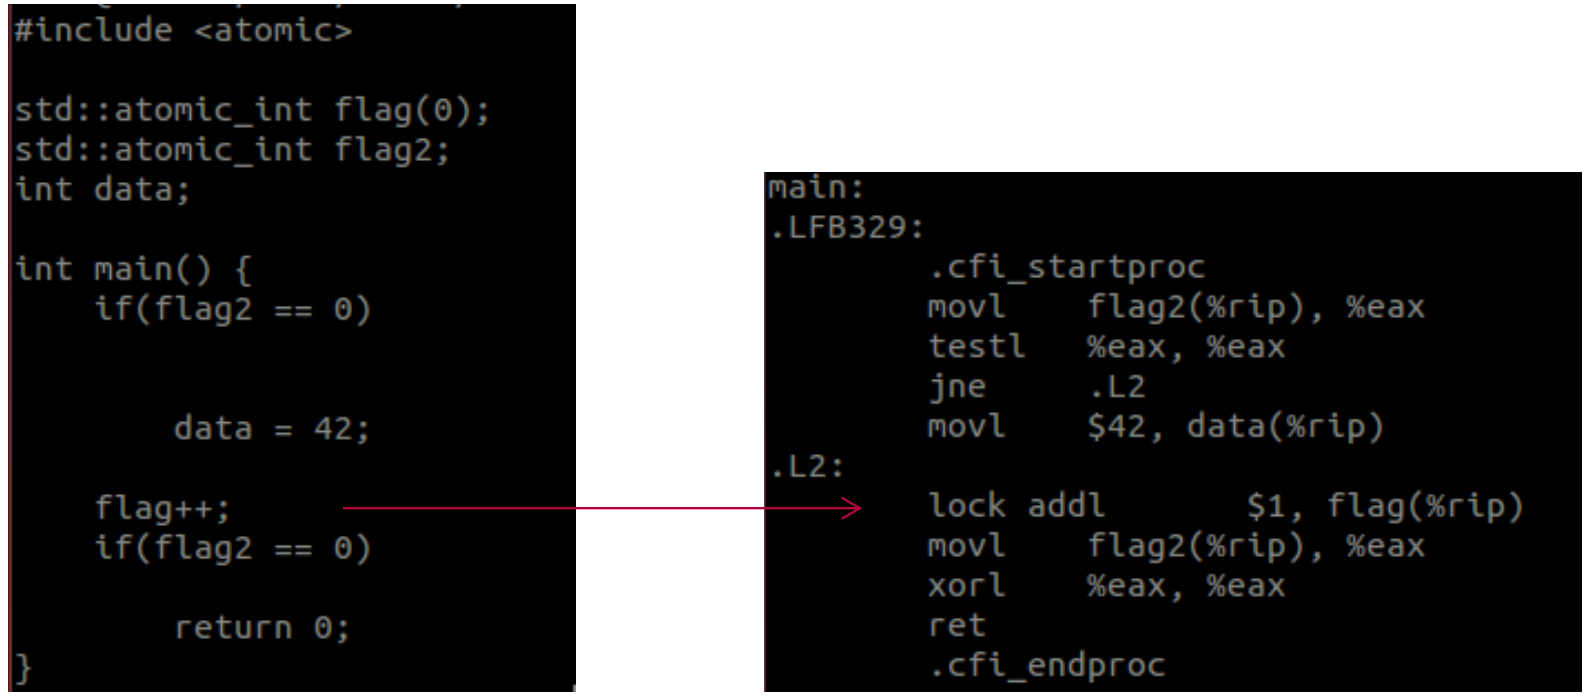 #include <atomic>
std::atomic_int flag(0);
std::atomic_int flag2;
int data;
int main() {
    if(flag2 == 0)
        data = 42;
    flag++;
    if(flag2 == 0)
        return 0;
}
main:
.LFB329:
        .cfi_startproc
        movl    flag2(%rip), %eax
        testl   %eax, %eax
        jne     .L2
        movl    $42, data(%rip)
.L2:
        lock addl       $1, flag(%rip)
        movl    flag2(%rip), %eax
        xorl    %eax, %eax
        ret
        .cfi_endproc